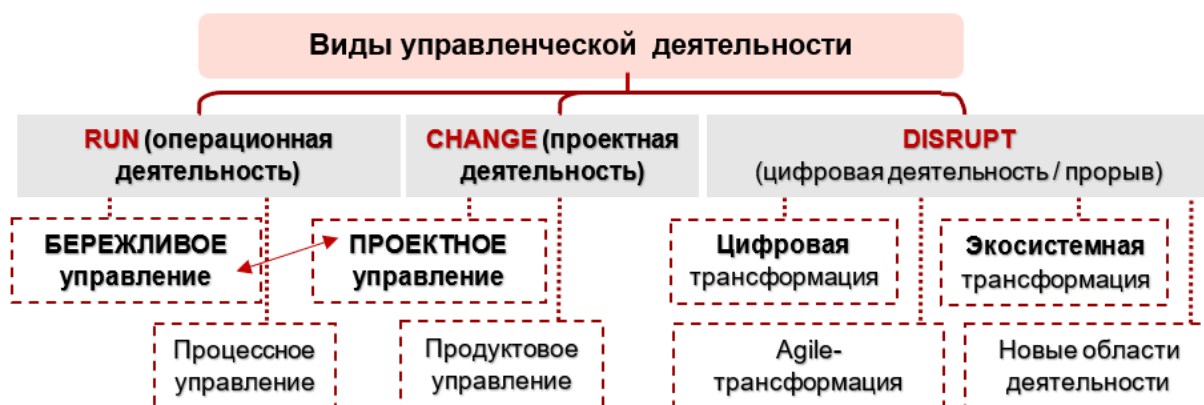 Виды управленческой деятельности
RUN (операционная
деятельность)
CHANGE (проектная
деятельность)
DISRUPT
(цифровая деятельность / прорыв)
БЕРЕЖЛИВОЕ
управление
ПРОЕКТНОЕ
управление
Цифровая
трансформация
Экосистемная
трансформация
Процессное
управление
Продуктовое
управление
Agile-
трансформация
Новые области
деятельности